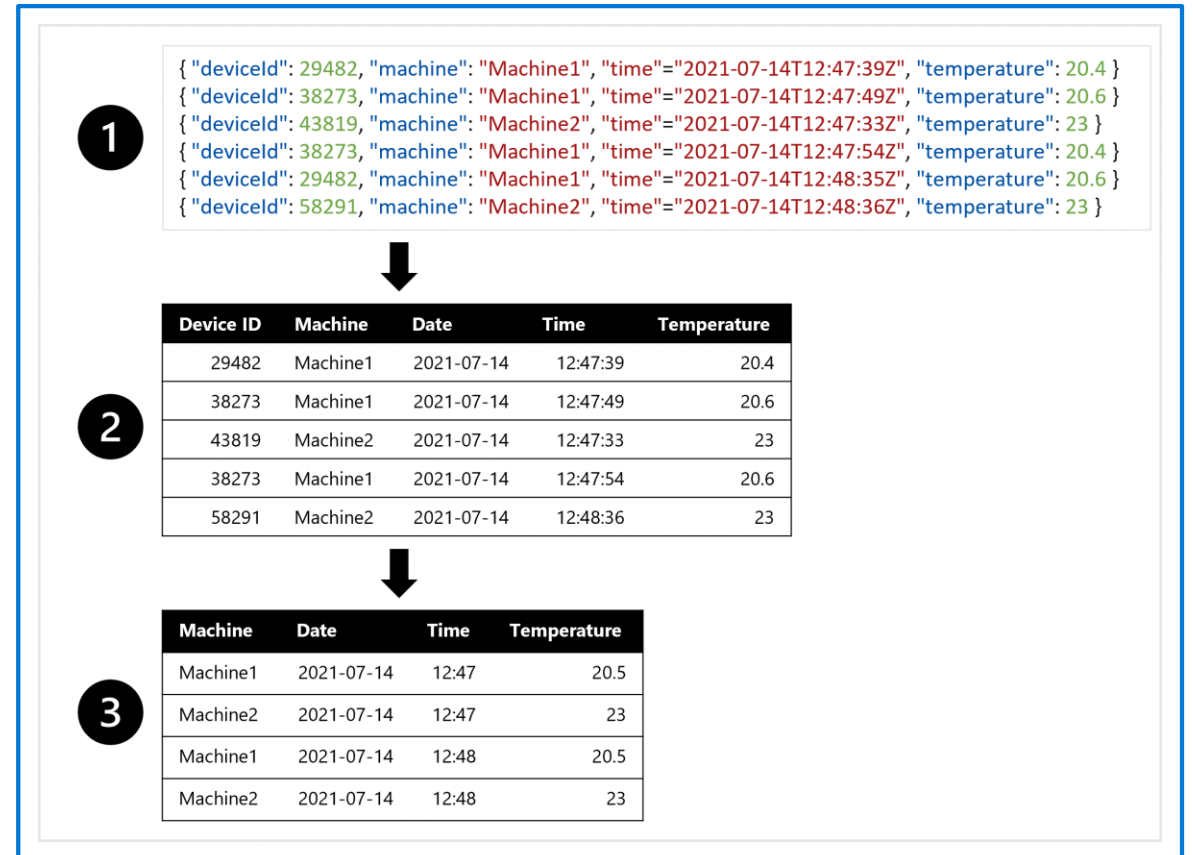 { "deviceId": 29482, "machine": "Machine1", "time"="2021-07-14T12:47:39Z", "temperature": 20.4 }
{ "deviceId": 38273, "machine": "Machine1", "time"="2021-07-14T12:47:49Z", "temperature": 20.6 }
{ "deviceId": 43819, "machine": "Machine2", "time"="2021-07-14T12:47:33Z", "temperature": 23 }
{ "deviceId": 38273, "machine": "Machine1", "time"="2021-07-14T12:47:54Z", "temperature": 20.4 }
{ "deviceId": 29482, "machine": "Machine1", "time"="2021-07-14T12:48:35Z", "temperature": 20.6 }
{ "deviceId": 58291, "machine": "Machine2", "time"="2021-07-14T12:48:36Z", "temperature": 23 }
1
Device ID Machine Date Time Temperature
29482 Machine1 2021-07-14 12:47:39 20.4
38273 Machine1 2021-07-14 12:47:49 20.6
2
43819 Machine2 2021-07-14 12:47:33 23
38273 Machine1 2021-07-14 12:47:54 20.6
58291 Machine2 2021-07-14 12:48:36 23
Machine Date Time Temperature
Machine1 2021-07-14 12:47 20.5
3
Machine2 2021-07-14 12:47 23
Machine1 2021-07-14 12:48 20.5
Machine2 2021-07-14 12:48 23